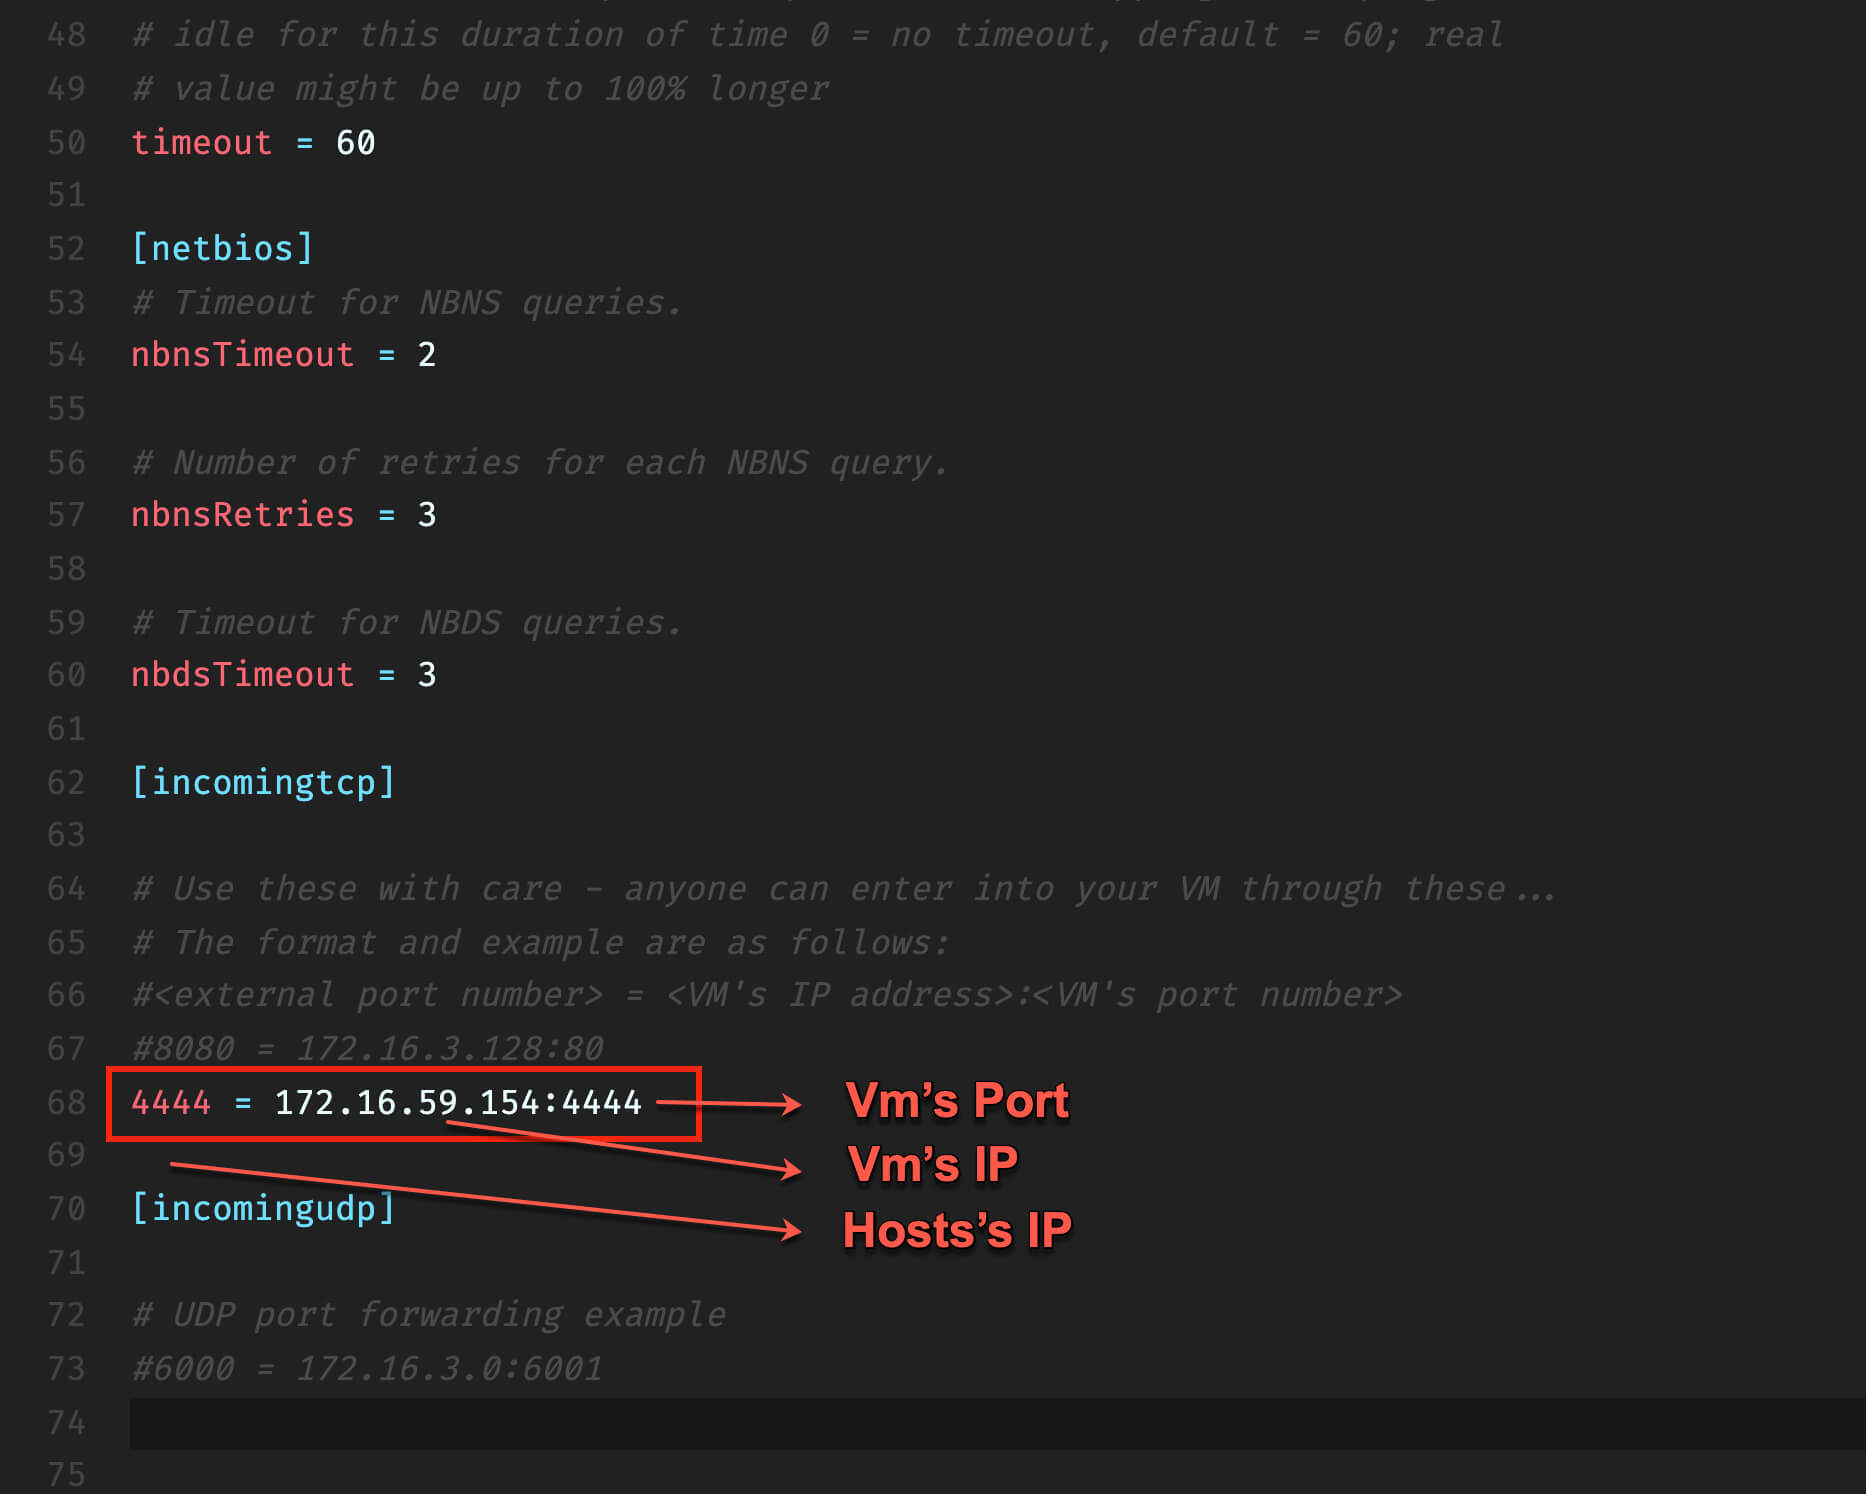 48 # idle for this duration of time 0 = no timeout, default = 60; real
49 # value might be up to 100% longer
50 timeout = 60
51
52 [netbios]
53 # Timeout for NBNS queries.
54 nbnsTimeout = 2
55
56 # Number of retries for each NBNS query.
57 nbnsRetries = 3
58
59 # Timeout for NBDS queries.
60 nbdsTimeout = 3
61
62 [incomingtcp]
63
64 # Use these with care - anyone can enter into your VM through these...
65 # The format and example are as follows:
66 #<external port number> = <VM's IP address>:<VM's port number>
67 #8080 = 172.16.3.128:80
68 4444 = 172.16.59.154:4444 Vm's Port
69 Vm's IP
70 [incomingudp] Hosts's IP
71
72 # UDP port forwarding example
73 #6000 = 172.16.3.0:6001
74
75